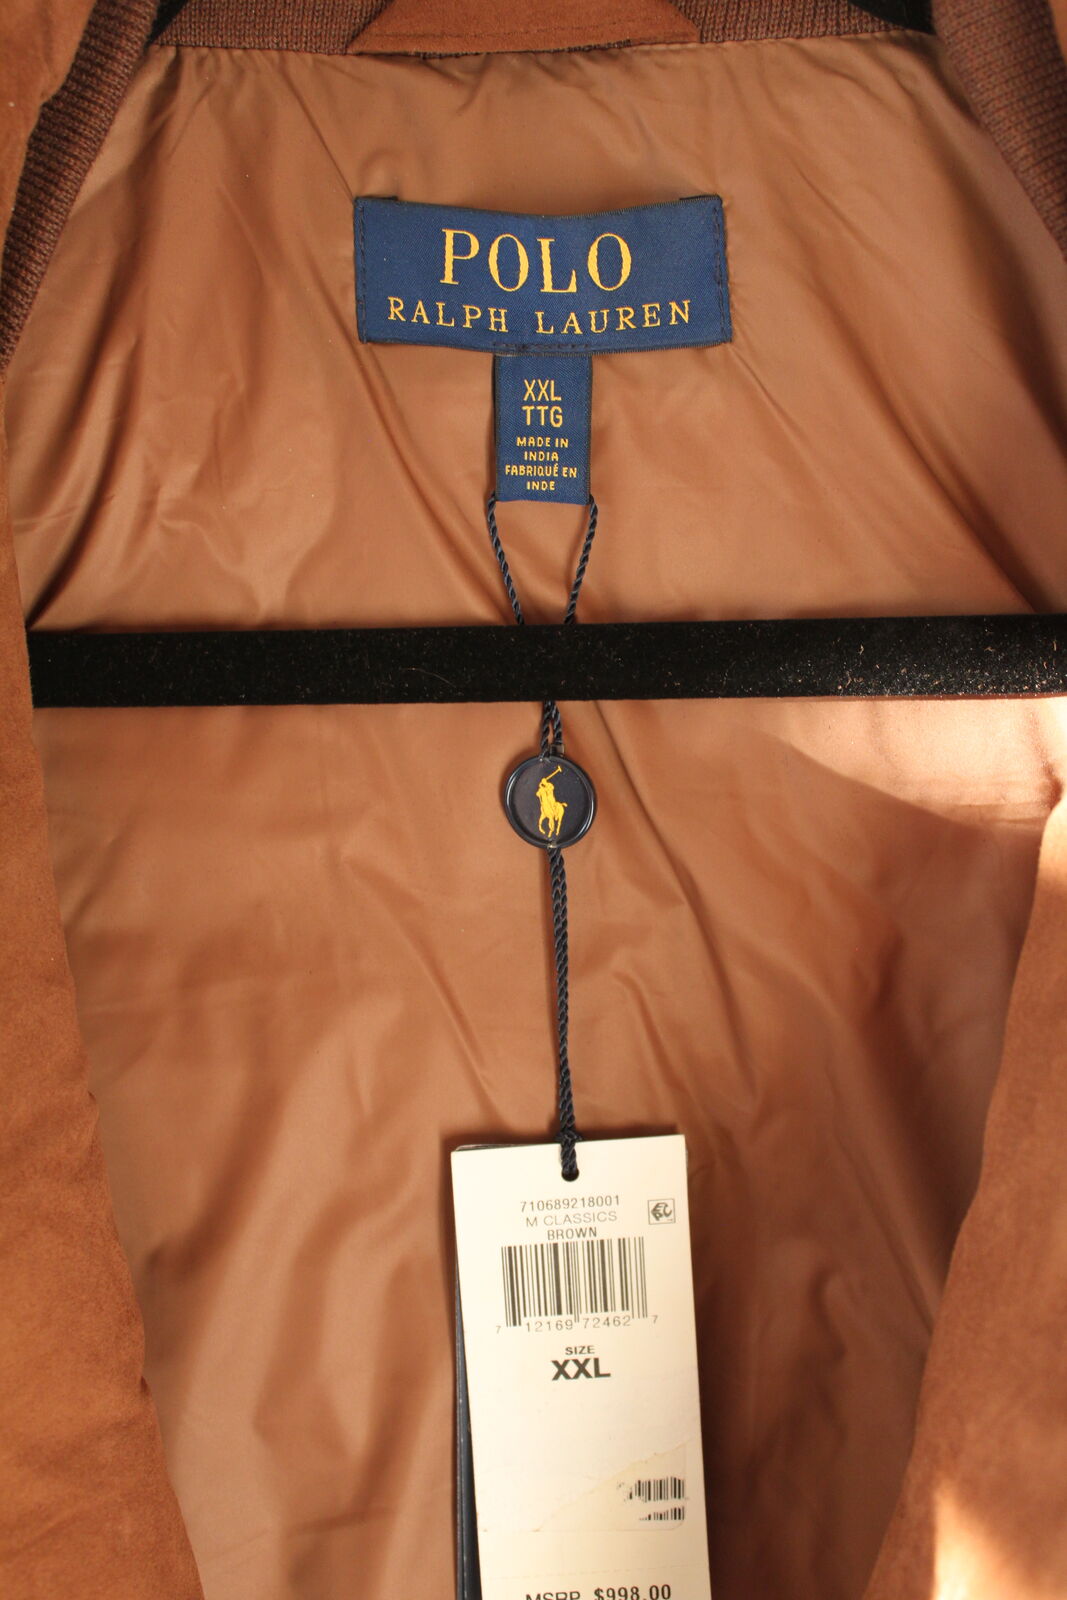 POLO
RALPH LAUREN
XXL
TTG
MADE IN
INDIA
FABRIQUÉ EN
INDE
710689218001
M CLASSICS
BROWN
7 12169 72462 7
SIZE
XXL
MSRP $998.00